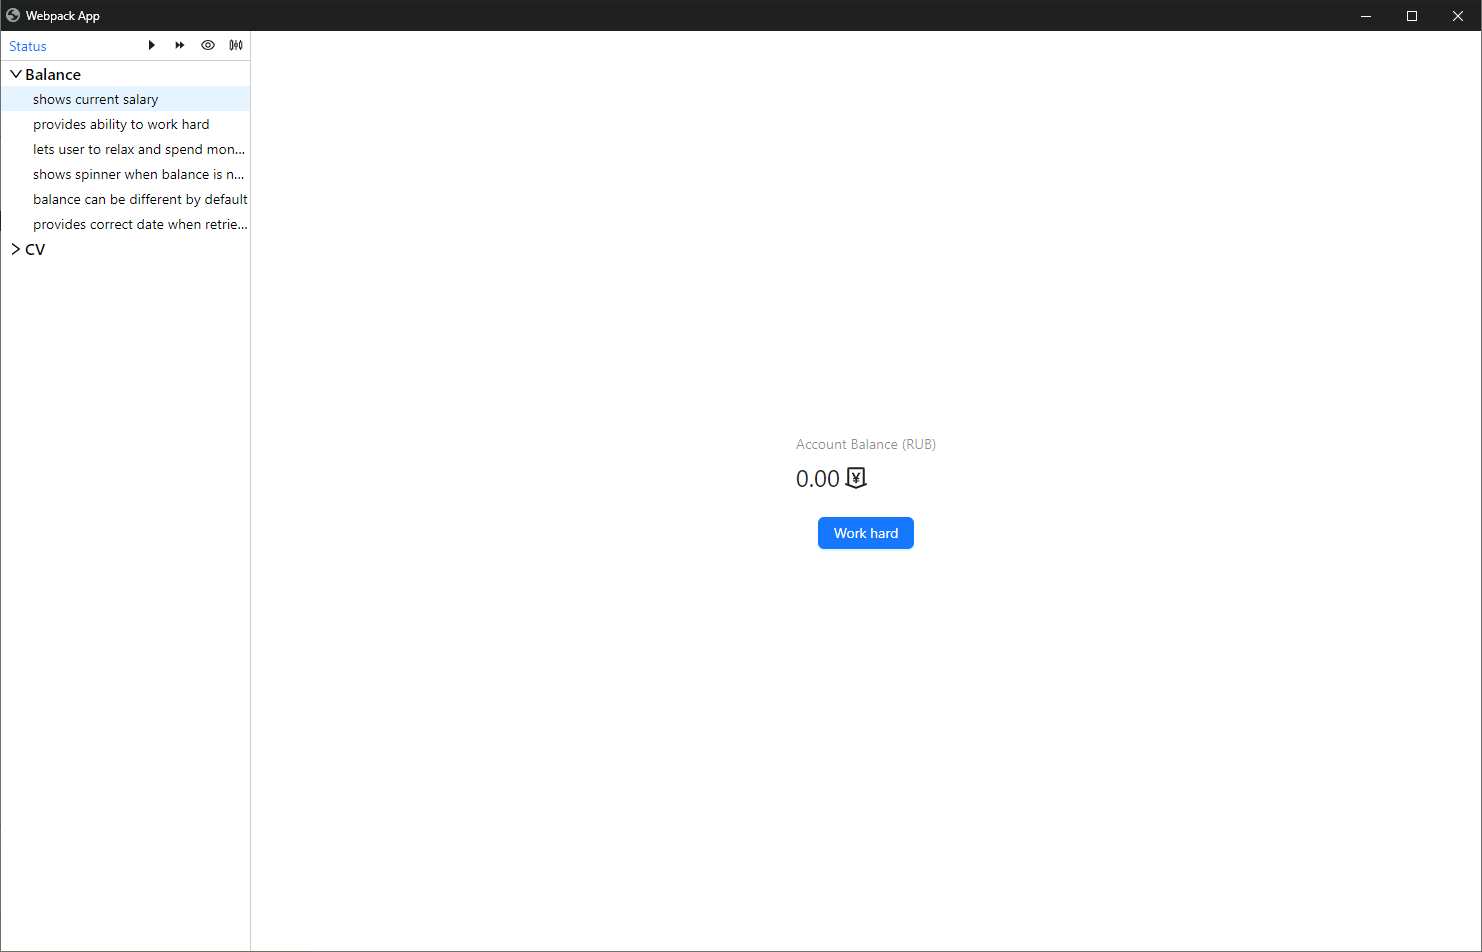 Webpack App
Status
Balance
shows current salary
provides ability to work hard
lets user to relax and spend mon...
shows spinner when balance is n...
balance can be different by default
provides correct date when retrie...
CV
Account Balance (RUB)
0.00 ¥
Work hard